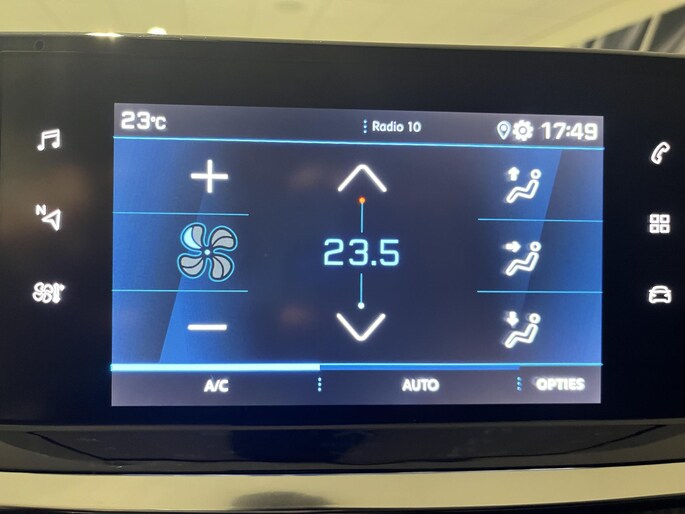 23°C
Radio 10
17:49
N
23.5
A/C
AUTO
OPTIES